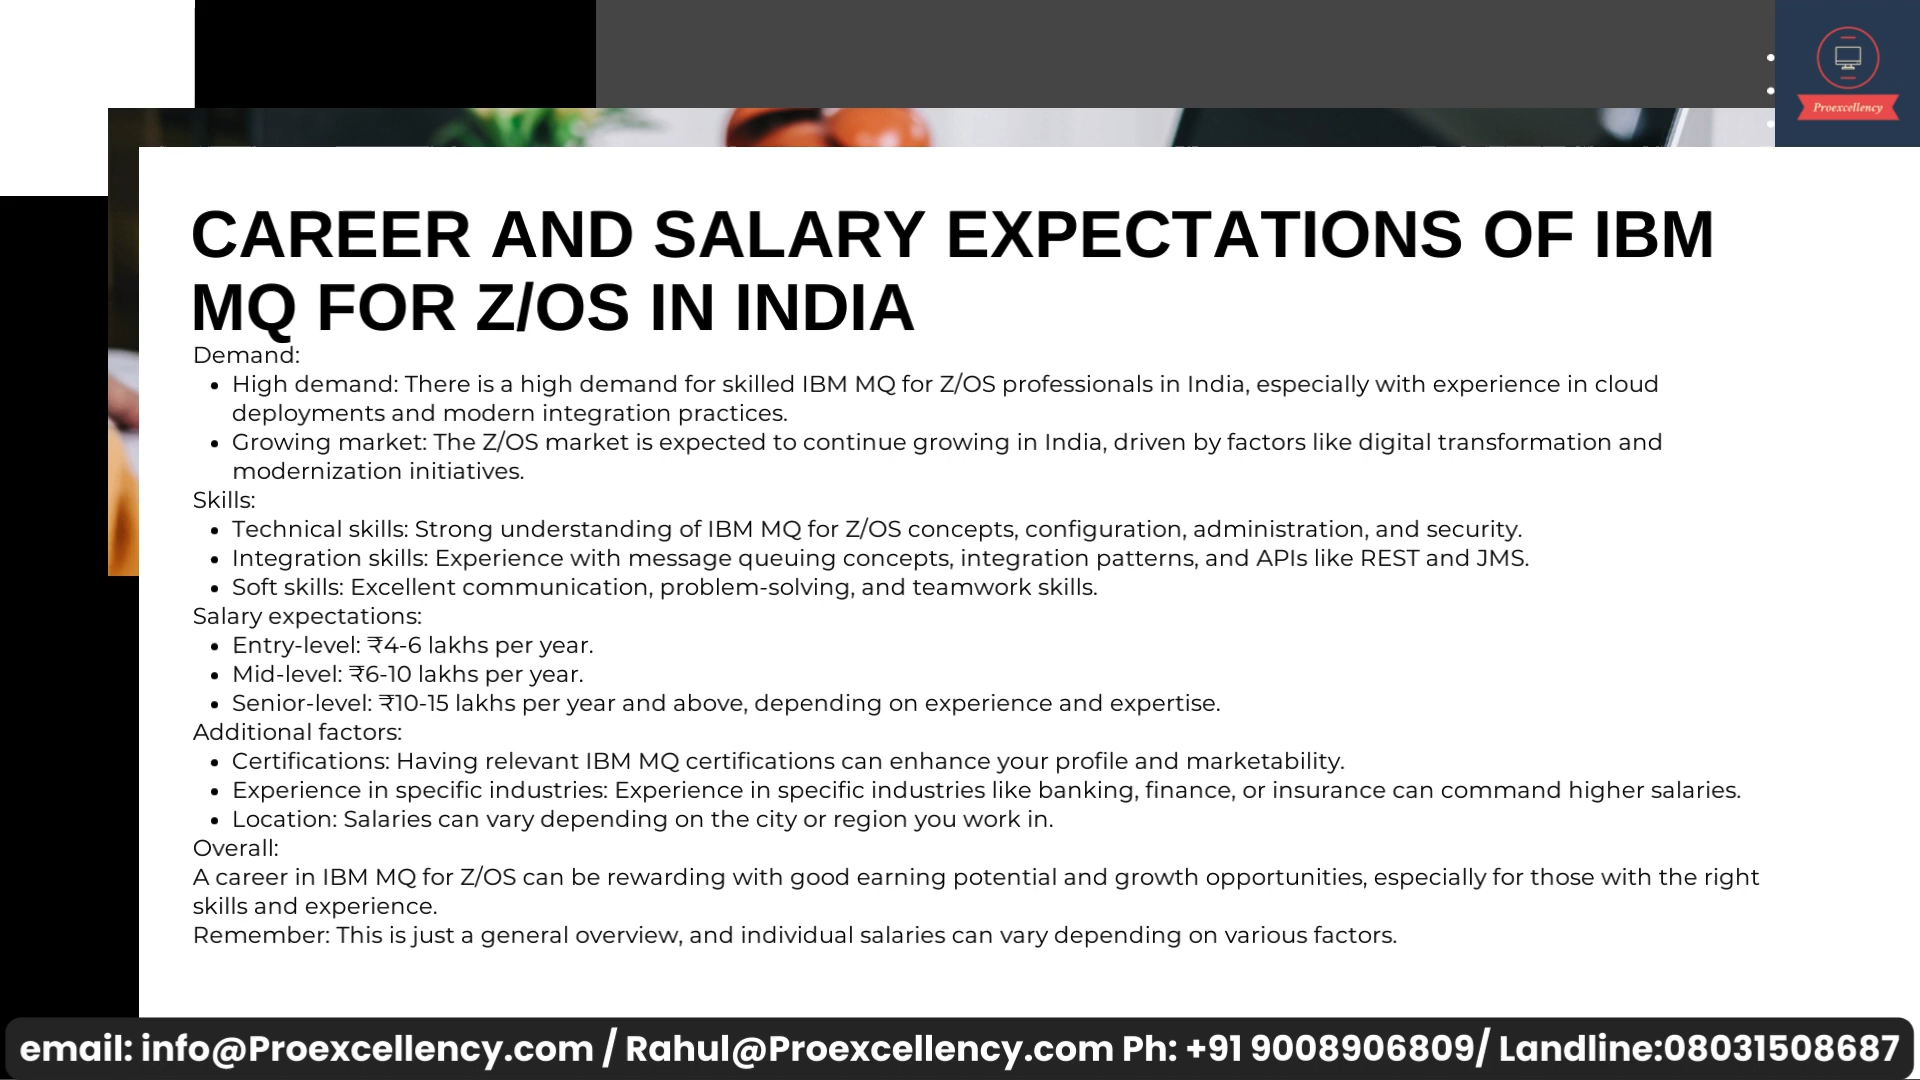 Proexcellency
CAREER AND SALARY EXPECTATIONS OF IBM
MQ FOR Z/OS IN INDIA
Demand:
• High demand: There is a high demand for skilled IBM MQ for Z/OS professionals in India, especially with experience in cloud
deployments and modern integration practices.
• Growing market: The Z/OS market is expected to continue growing in India, driven by factors like digital transformation and
modernization initiatives.
Skills:
• Technical skills: Strong understanding of IBM MQ for Z/OS concepts, configuration, administration, and security.
• Integration skills: Experience with message queuing concepts, integration patterns, and APIs like REST and JMS.
• Soft skills: Excellent communication, problem-solving, and teamwork skills.
Salary expectations:
• Entry-level: ₹4-6 lakhs per year.
• Mid-level: ₹6-10 lakhs per year.
• Senior-level: ₹10-15 lakhs per year and above, depending on experience and expertise.
Additional factors:
• Certifications: Having relevant IBM MQ certifications can enhance your profile and marketability.
• Experience in specific industries: Experience in specific industries like banking, finance, or insurance can command higher salaries.
• Location: Salaries can vary depending on the city or region you work in.
Overall:
A career in IBM MQ for Z/OS can be rewarding with good earning potential and growth opportunities, especially for those with the right
skills and experience.
Remember: This is just a general overview, and individual salaries can vary depending on various factors.
email: info@Proexcellency.com / Rahul@Proexcellency.com Ph: +91 9008906809/ Landline:08031508687